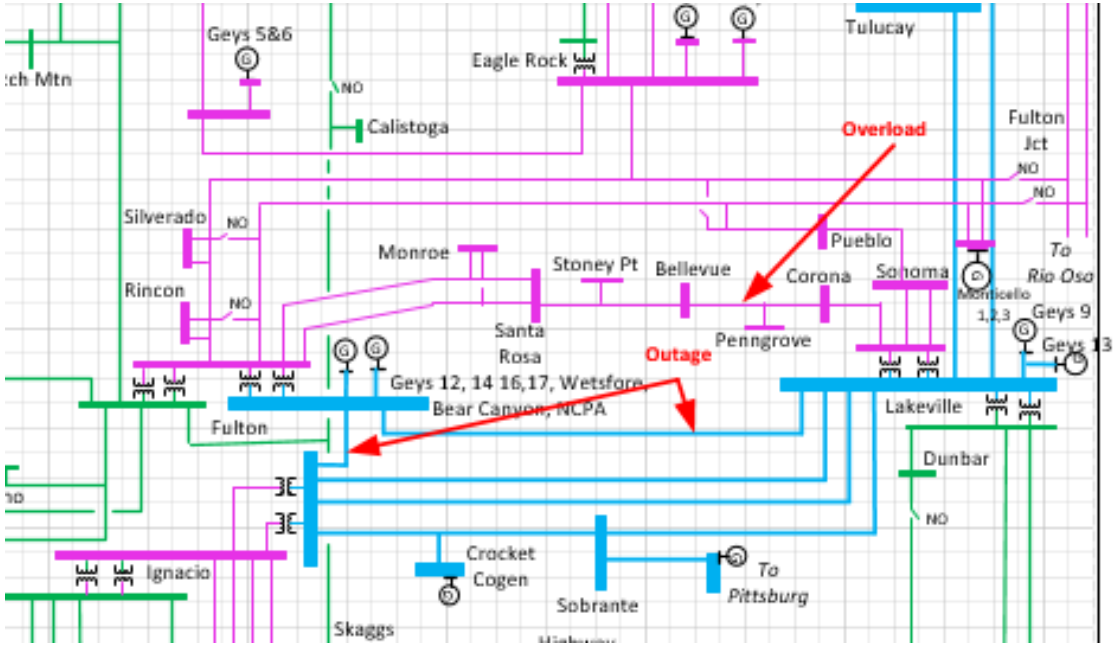 Geys 5&6
tch Mtn
NO
Calistoga
Eagle Rock
G
G
G
Tulucay
Overload
Fulton
Jct
NO
NO
Silverado
NO
Rincon
NO
Monroe
Stoney Pt
Bellevue
Corona
Pueblo
Sonoma
To
Rio Oso
G
Monticello
1,2,3
Geys 9
G
Geys 13
G
Santa
Rosa
Penngrove
Outage
G
G
Geys 12, 14 16,17, Wetsford,
Bear Canyon, NCPA
Fulton
Lakeville
Dunbar
NO
no
Ignacio
Crocket
Cogen
G
Sobrante
G
To
Pittsburg
Skaggs
Highway